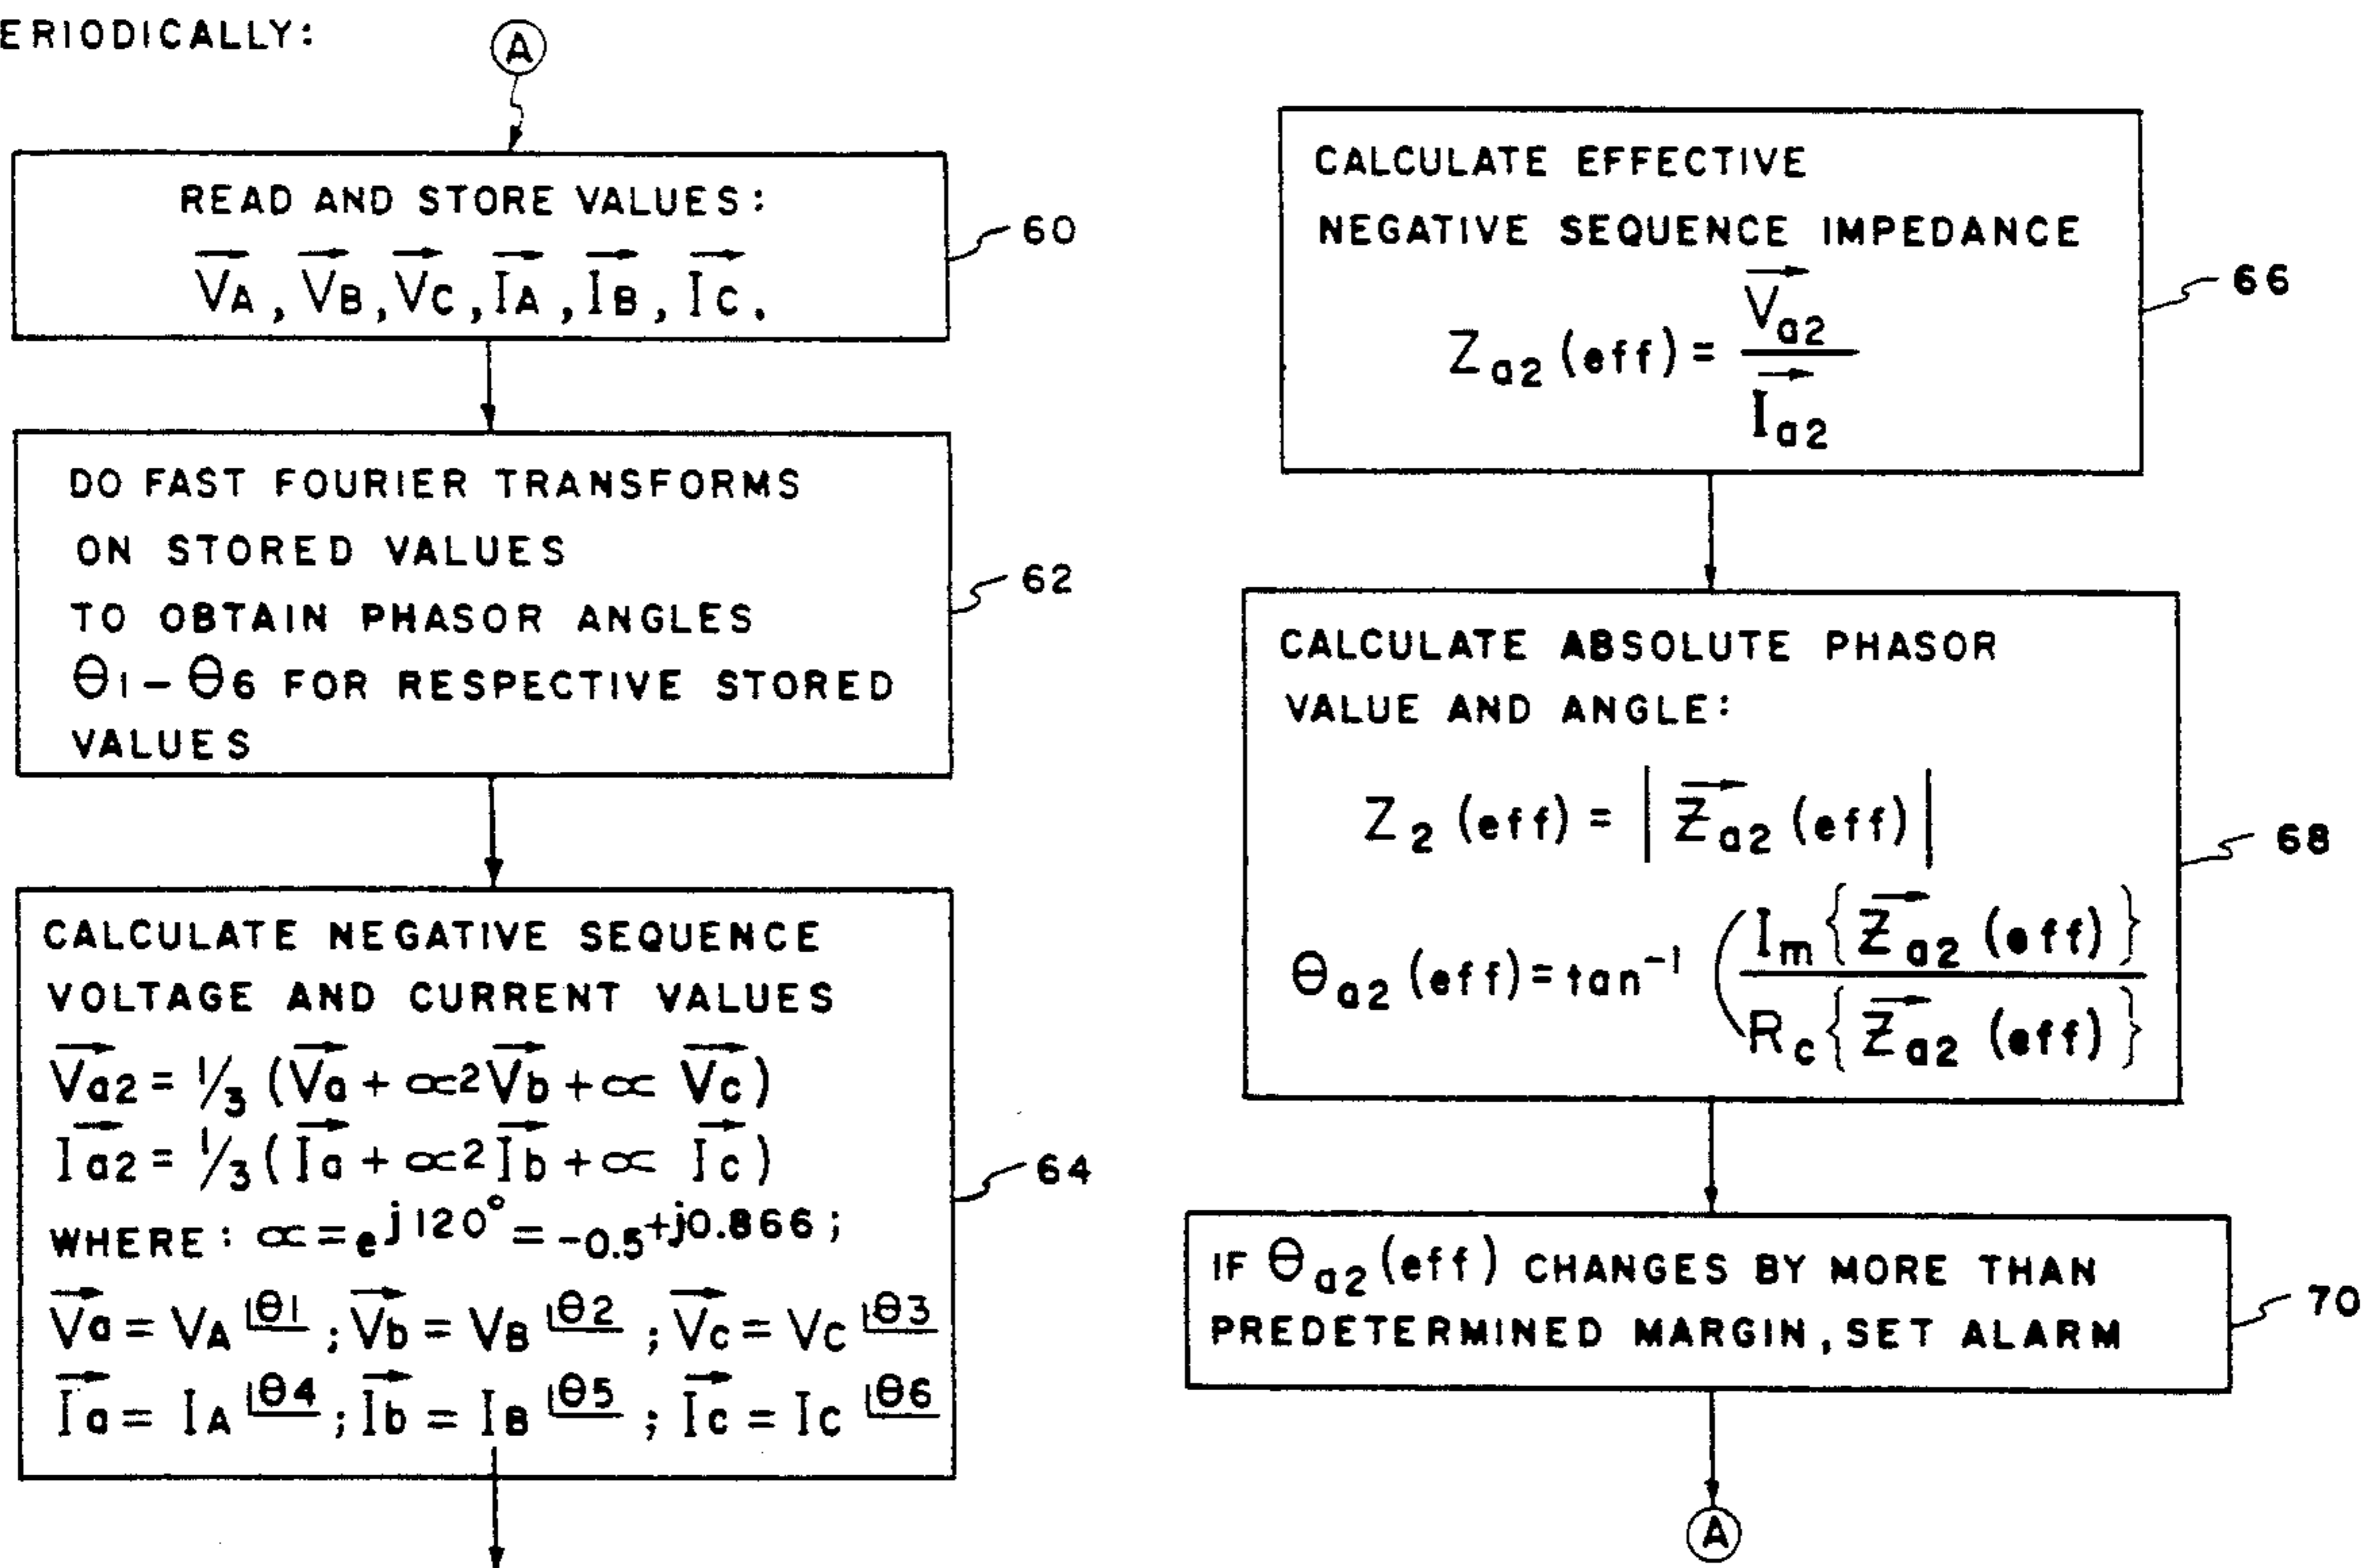 ERIODICALLY:
A
READ AND STORE VALUES:
VA, VB, VC, IA, IB, IC.
60
DO FAST FOURIER TRANSFORMS
ON STORED VALUES
TO OBTAIN PHASOR ANGLES
Θ1 – Θ6 FOR RESPECTIVE STORED
VALUES
62
CALCULATE NEGATIVE SEQUENCE
VOLTAGE AND CURRENT VALUES
Va2 = 1/3 (Va + ∝2 Vb + ∝ Vc)
Ia2 = 1/3 (Ia + ∝2 Ib + ∝ Ic)
WHERE: ∝ = e^j120° = -0.5 +j0.866;
Va = VA ∠Θ1; Vb = VB ∠Θ2; Vc = VC ∠Θ3
Ia = IA ∠Θ4; Ib = IB ∠Θ5; Ic = IC ∠Θ6
64
CALCULATE EFFECTIVE
NEGATIVE SEQUENCE IMPEDANCE
Za2 (eff) = Va2 / Ia2
66
CALCULATE ABSOLUTE PHASOR
VALUE AND ANGLE:
Z2 (eff) = | Za2 (eff) |
Θa2 (eff) = tan⁻¹ ( Im { Za2 (eff) } / Rc { Za2 (eff) }
68
IF Θa2 (eff) CHANGES BY MORE THAN
PREDETERMINED MARGIN, SET ALARM
70
A